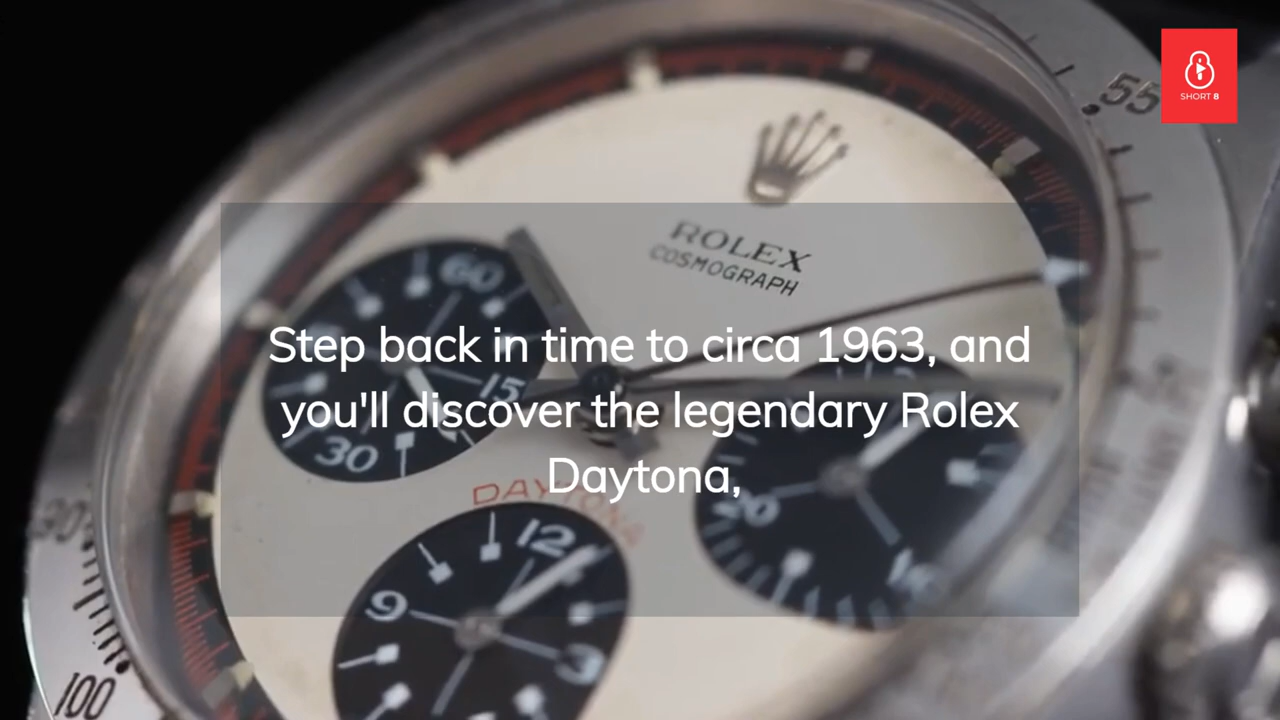 55
SHORT 8
ROLEX
COSMOGRAPH
60
15
30
Step back in time to circa 1963, and
you'll discover the legendary Rolex
Daytona,
DAYTONA
20
12
9
3
100